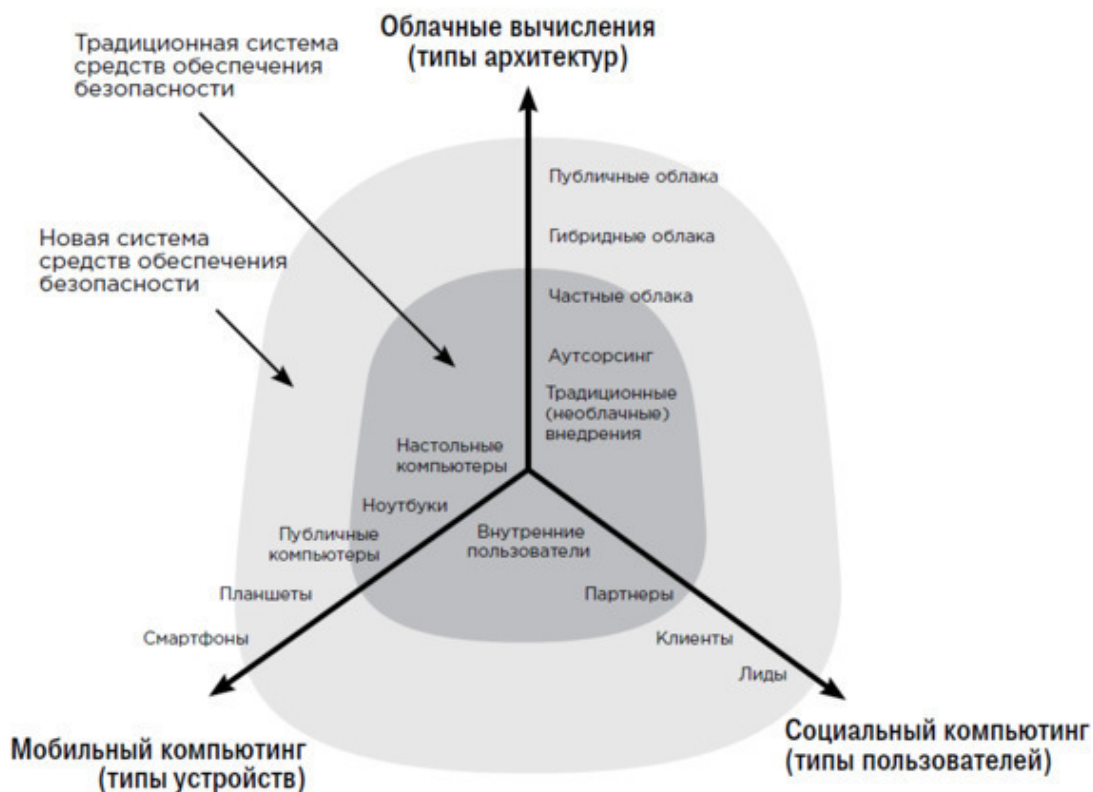 Облачные вычисления
(типы архитектур)
Традиционная система
средств обеспечения
безопасности
Новая система
средств обеспечения
безопасности
Публичные облака
Гибридные облака
Частные облака
Аутсорсинг
Традиционные
(необлачные)
внедрения
Настольные
компьютеры
Ноутбуки
Публичные
компьютеры
Планшеты
Смартфоны
Внутренние
пользователи
Партнеры
Клиенты
Лиды
Мобильный компьютинг
(типы устройств)
Социальный компьютинг
(типы пользователей)